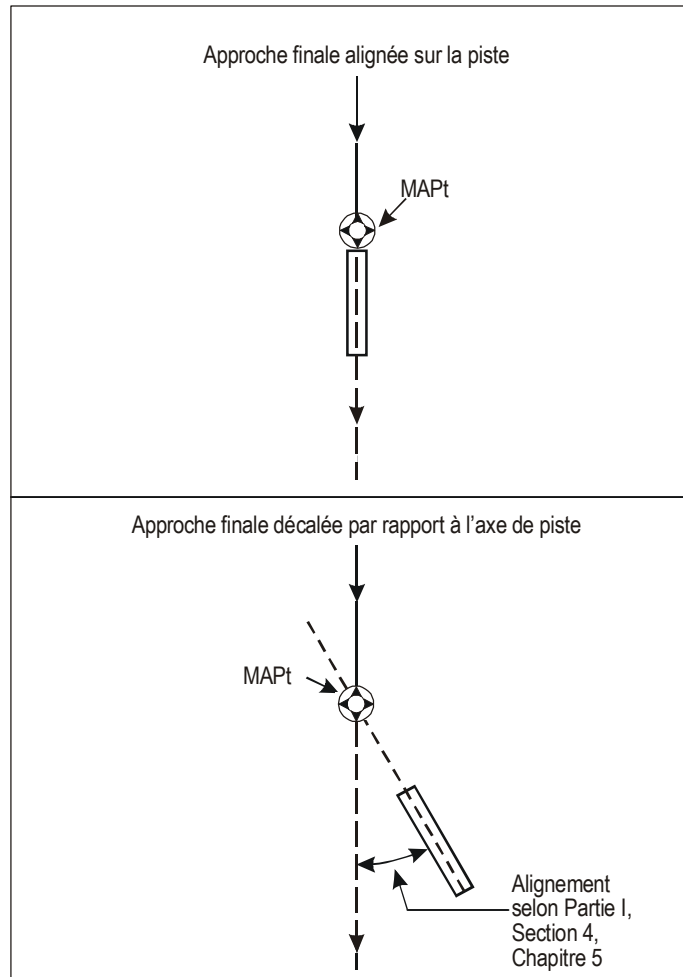 Approche finale alignée sur la piste
MAPt
Approche finale décalée par rapport à l'axe de piste
MAPt
Alignement
selon Partie I,
Section 4,
Chapitre 5